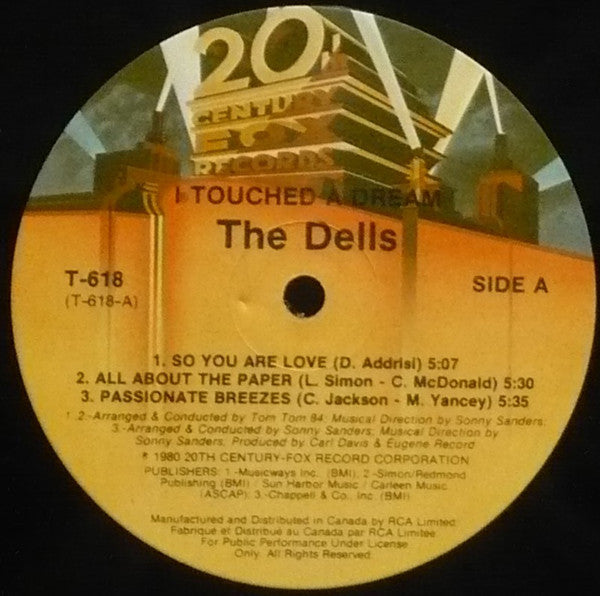 20th
CENTURY
FOX
RECORDS
I TOUCHED A DREAM
The Dells
T-618
(T-618-A)
SIDE A
1. SO YOU ARE LOVE (D. Addrisi) 5:07
2. ALL ABOUT THE PAPER (L. Simon - C. McDonald) 5:30
3. PASSIONATE BREEZES (C. Jackson - M. Yancey) 5:35
1. 2.-Arranged & Conducted by Tom Tom 84; Musical Direction by Sonny Sanders;
3.-Arranged & Conducted by Sonny Sanders; Musical Direction by
Sonny Sanders; Produced by Carl Davis & Eugene Record
℗ 1980 20TH CENTURY-FOX RECORD CORPORATION
PUBLISHERS: 1.-Musicways Inc. (BMI); 2.-Simon/Redmond
Publishing (BMI) / Sun Harbor Music / Carleen Music
(ASCAP); 3.-Chappell & Co., Inc. (BMI)
Manufactured and Distributed in Canada by RCA Limited.
Fabriqué et Distribué au Canada par RCA Limitee
For Public Performance Under License
Only. All Rights Reserved